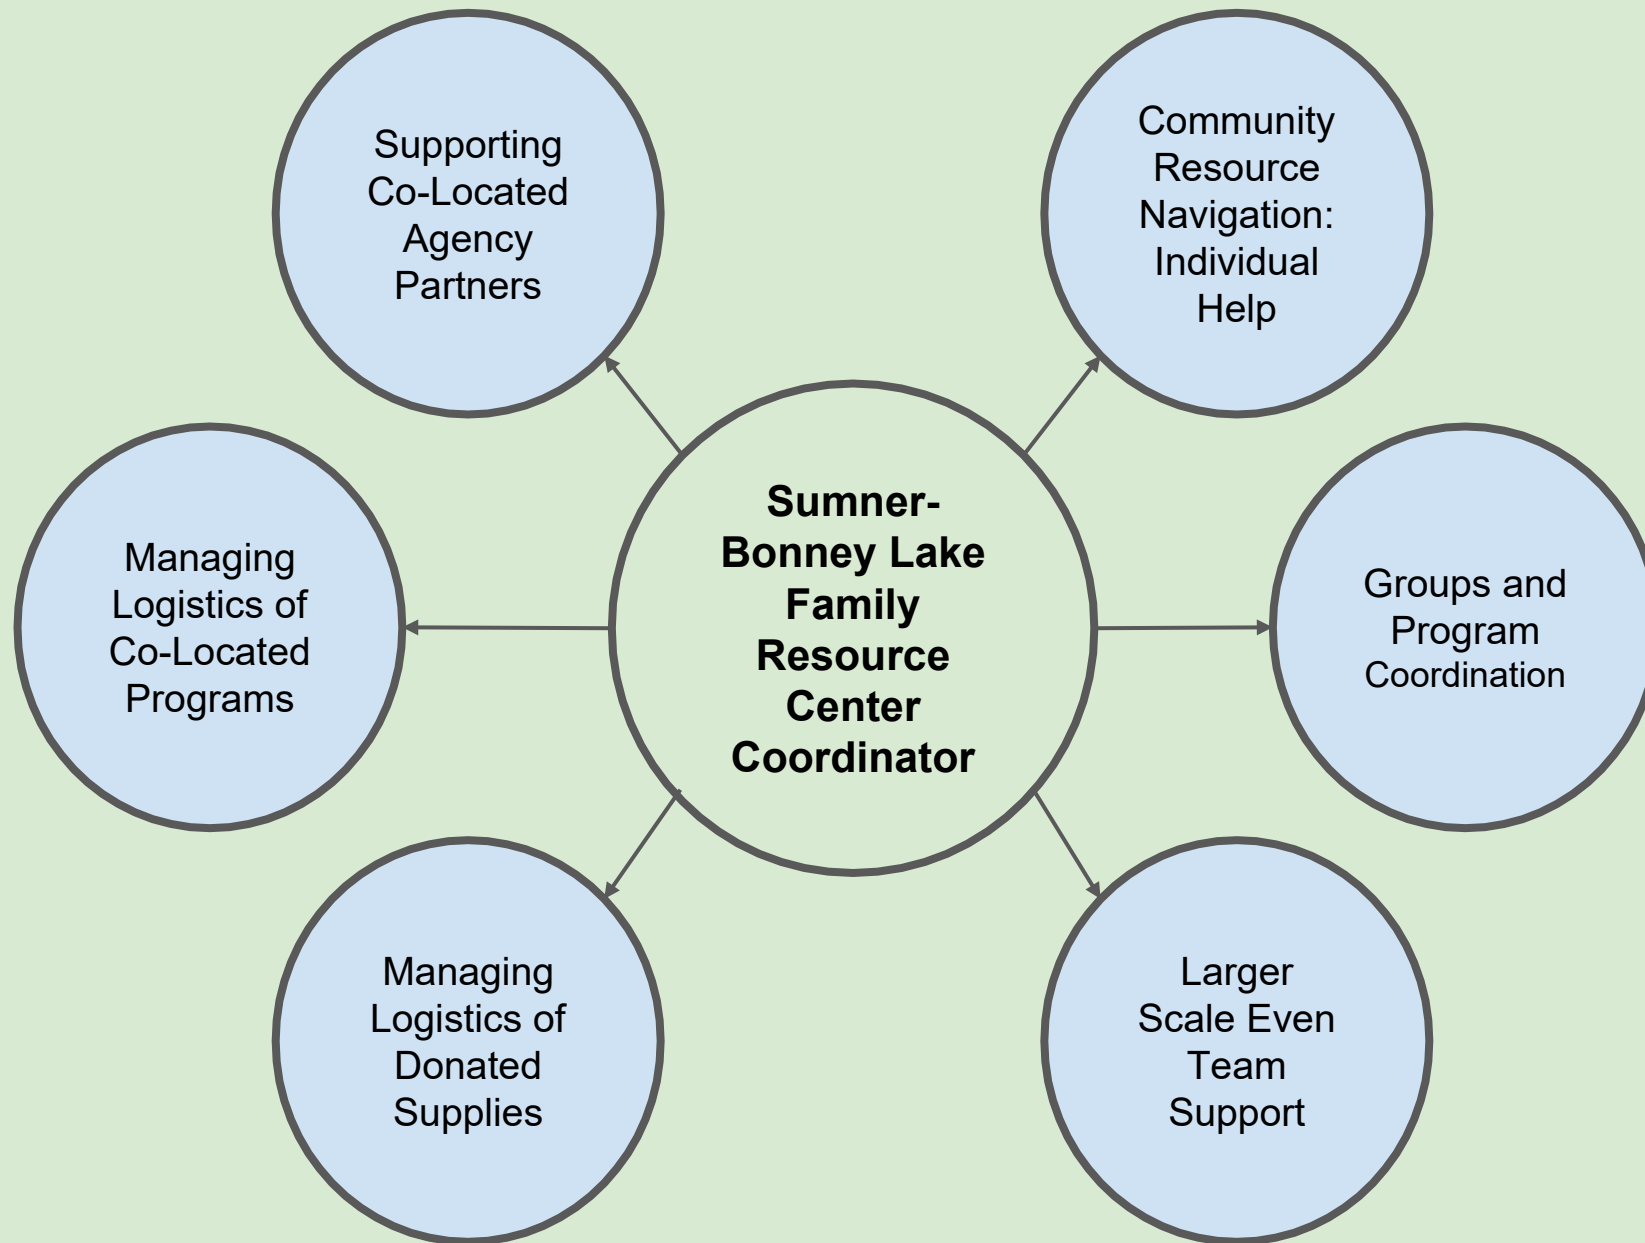 Supporting
Co-Located
Agency
Partners
Community
Resource
Navigation:
Individual
Help
Managing
Logistics of
Co-Located
Programs
Sumner-
Bonney Lake
Family
Resource
Center
Coordinator
Groups and
Program
Coordination
Managing
Logistics of
Donated
Supplies
Larger
Scale Even
Team
Support